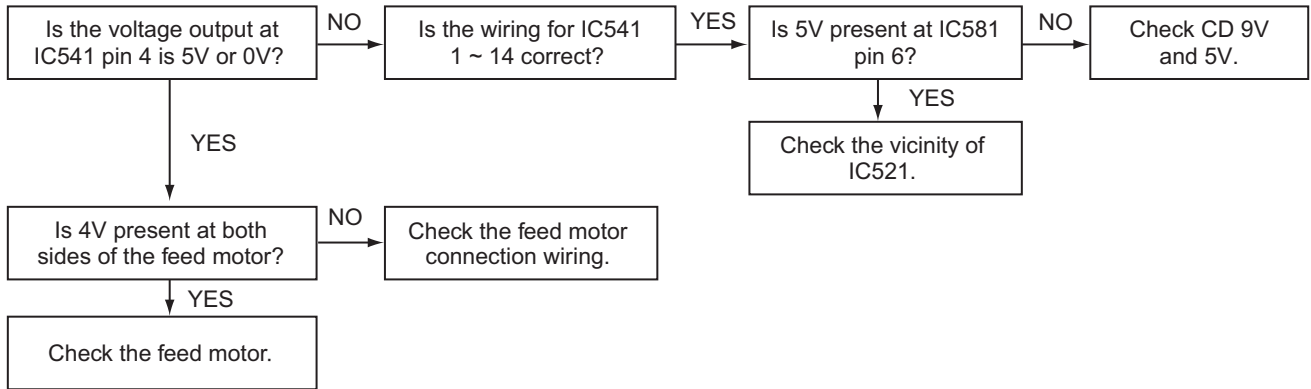 Is the voltage output at
IC541 pin 4 is 5V or 0V?
NO
Is the wiring for IC541
1 ~ 14 correct?
YES
Is 5V present at IC581
pin 6?
NO
Check CD 9V
and 5V.
YES
Check the vicinity of
IC521.
YES
Is 4V present at both
sides of the feed motor?
NO
Check the feed motor
connection wiring.
YES
Check the feed motor.